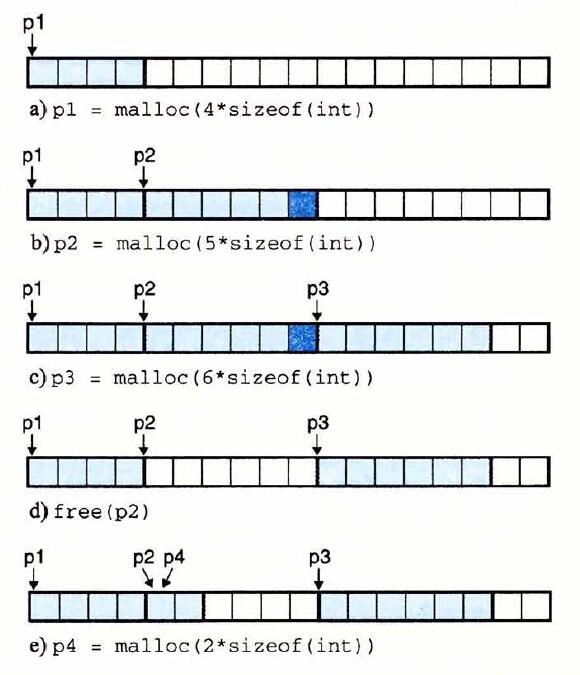 p1
a) p1 = malloc(4*sizeof(int))
p1 p2
b) p2 = malloc(5*sizeof(int))
p1 p2 p3
c) p3 = malloc(6*sizeof(int))
p1 p2 p3
d) free(p2)
p1 p2 p4 p3
e) p4 = malloc(2*sizeof(int))